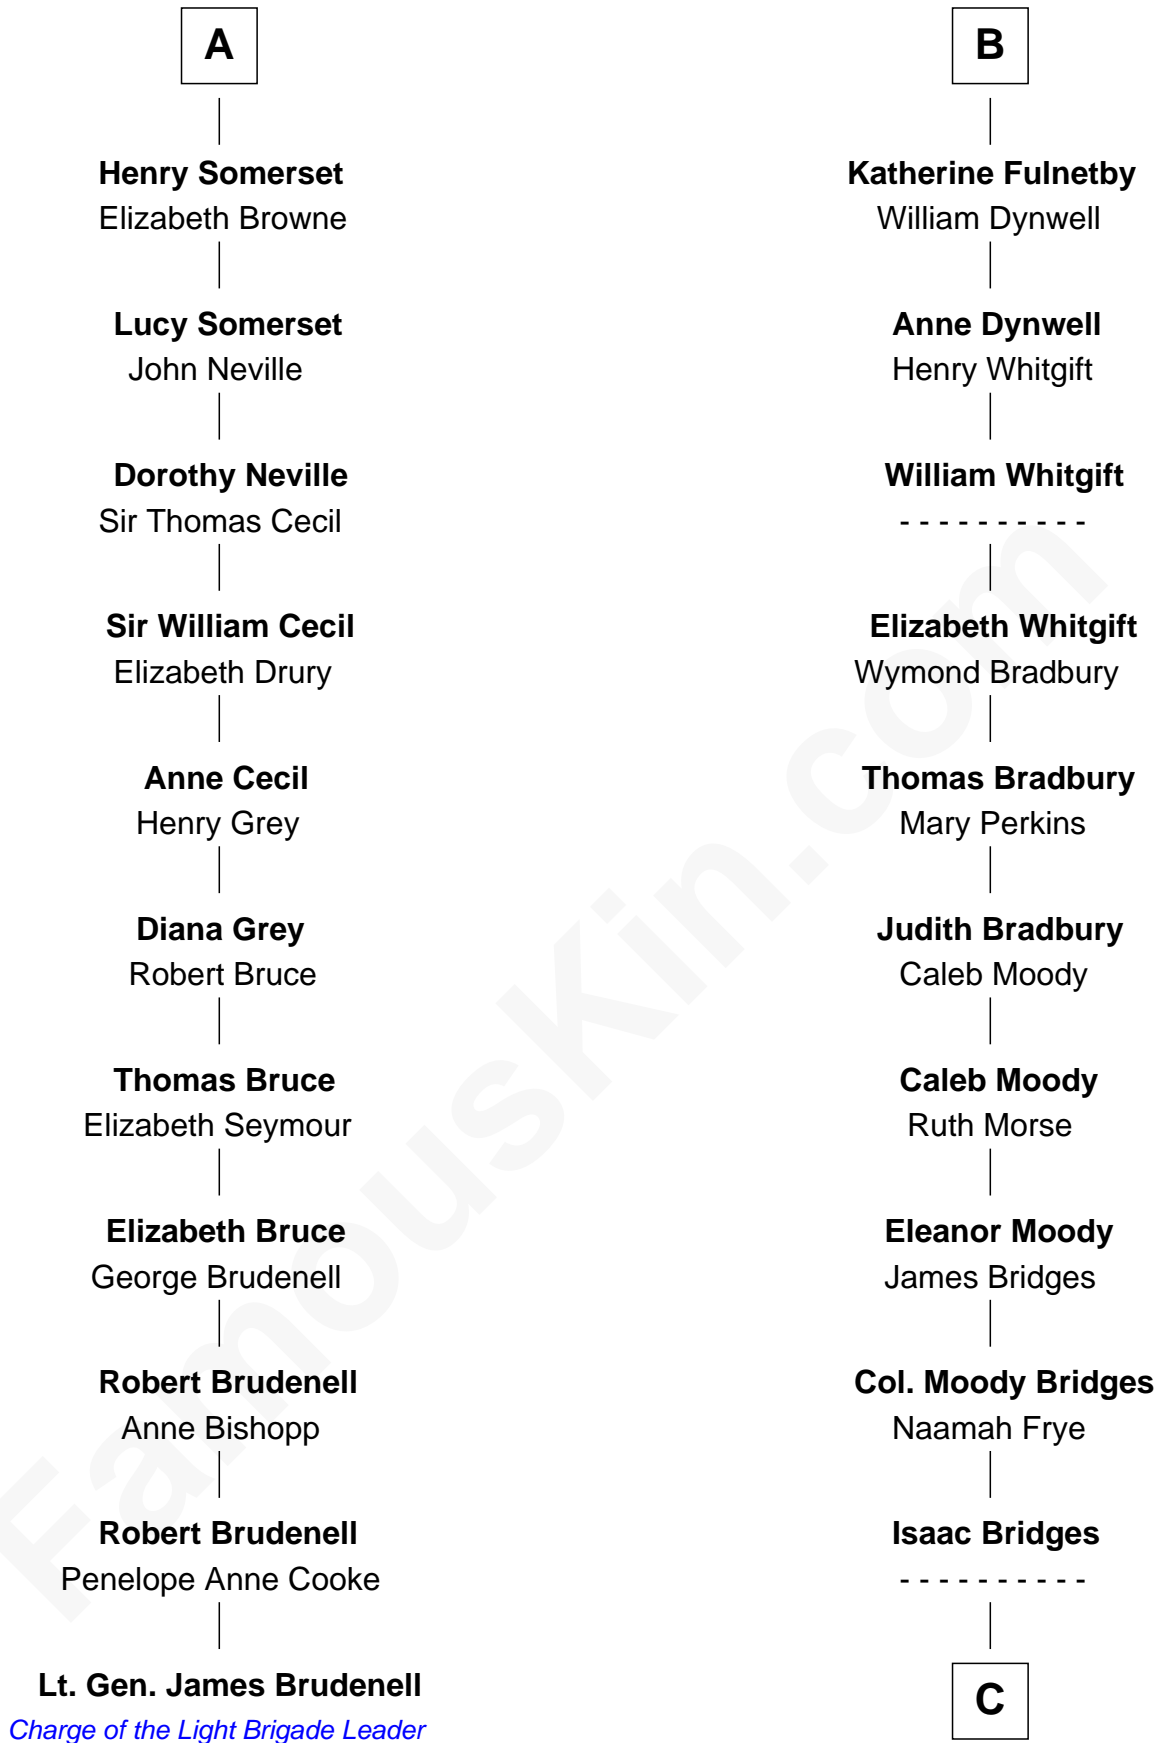 A
Henry Somerset
Elizabeth Browne
Lucy Somerset
John Neville
Dorothy Neville
Sir Thomas Cecil
Sir William Cecil
Elizabeth Drury
Anne Cecil
Henry Grey
Diana Grey
Robert Bruce
Thomas Bruce
Elizabeth Seymour
Elizabeth Bruce
George Brudenell
Robert Brudenell
Anne Bishopp
Robert Brudenell
Penelope Anne Cooke
Lt. Gen. James Brudenell
Charge of the Light Brigade Leader
B
Katherine Fulnetby
William Dynwell
Anne Dynwell
Henry Whitgift
William Whitgift
- - - - - - - - - -
Elizabeth Whitgift
Wymond Bradbury
Thomas Bradbury
Mary Perkins
Judith Bradbury
Caleb Moody
Caleb Moody
Ruth Morse
Eleanor Moody
James Bridges
Col. Moody Bridges
Naamah Frye
Isaac Bridges
- - - - - - - - - -
C
FamousKin.com